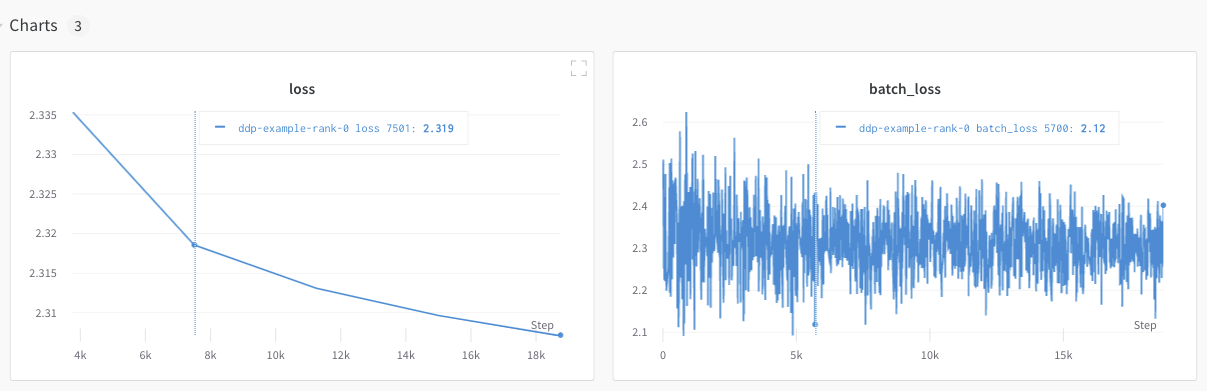 Charts 3
loss
2.335
2.33
2.325
2.32
2.315
2.31
ddp-example-rank-0 loss 7501: 2.319
Step
4k 6k 8k 10k 12k 14k 16k 18k
batch_loss
2.6
2.5
2.4
2.3
2.2
2.1
ddp-example-rank-0 batch_loss 5700: 2.12
Step
0 5k 10k 15k